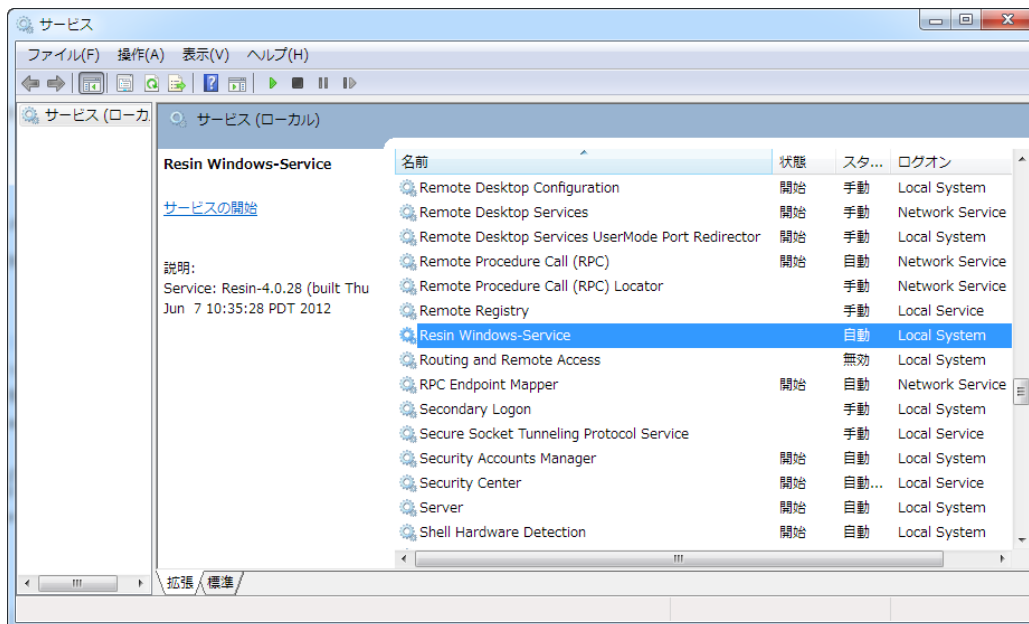 サービス
ファイル(F) 操作(A) 表示(V) ヘルプ(H)
サービス (ローカ
サービス (ローカル)
Resin Windows-Service
サービスの開始
説明:
Service: Resin-4.0.28 (built Thu
Jun 7 10:35:28 PDT 2012
名前 状態 スタ... ログオン
Remote Desktop Configuration 開始 手動 Local System
Remote Desktop Services 開始 手動 Network Service
Remote Desktop Services UserMode Port Redirector 開始 手動 Local System
Remote Procedure Call (RPC) 開始 自動 Network Service
Remote Procedure Call (RPC) Locator 手動 Network Service
Remote Registry 手動 Local Service
Resin Windows-Service 自動 Local System
Routing and Remote Access 無効 Local System
RPC Endpoint Mapper 開始 自動 Network Service
Secondary Logon 手動 Local System
Secure Socket Tunneling Protocol Service 手動 Local Service
Security Accounts Manager 開始 自動 Local System
Security Center 開始 自動... Local Service
Server 開始 自動 Local System
Shell Hardware Detection 開始 自動 Local System
拡張 標準